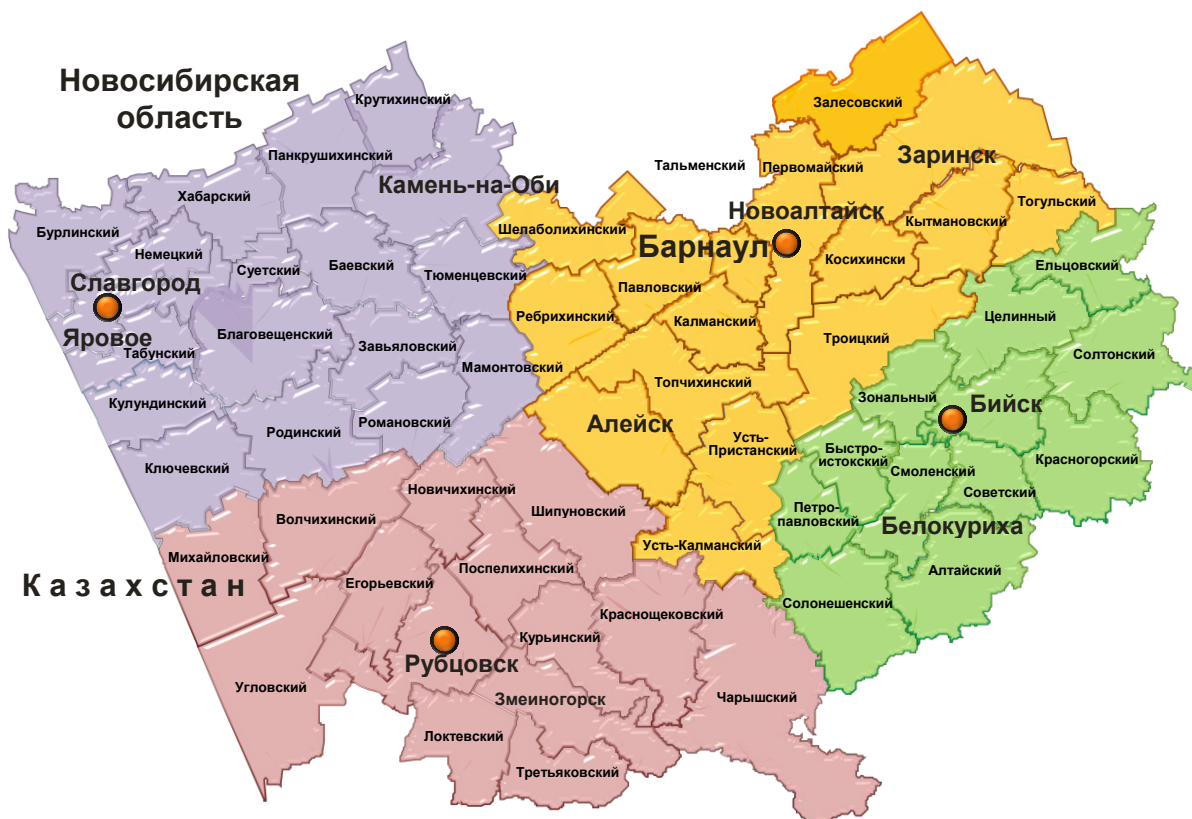 Новосибирская
область
Крутихинский
Залесовский
Панкрушихинский
Тальменский
Первомайский
Заринск
Камень-на-Оби
Хабарский
Тогульский
Новоалтайск
Кытмановский
Бурлинский
Шелаболихинский
Немецкий
Барнаул
Косихински
Суетский
Баевский
Тюменцевский
Ельцовский
Славгород
Павловский
Целинный
Ребрихинский
Калманский
Яровое
Благовещенский
Троицкий
Табунский
Завьяловский
Солтонский
Мамонтовский
Топчихинский
Кулундинский
Зональный
Бийск
Родинский
Романовский
Алейск
Усть-
Пристанский
Быстро-
истокский
Красногорский
Ключевский
Смоленский
Новичихинский
Советский
Шипуновский
Петро-
павловский
Волчихинский
Белокуриха
Михайловский
Усть-Калманский
Казахстан
Егорьевский
Поспелихинский
Алтайский
Солонешенский
Краснощековский
Курьинский
Рубцовск
Угловский
Змеиногорск
Чарышский
Локтевский
Третьяковский